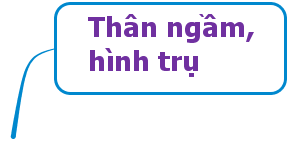 Thân ngầm,
hình trụ